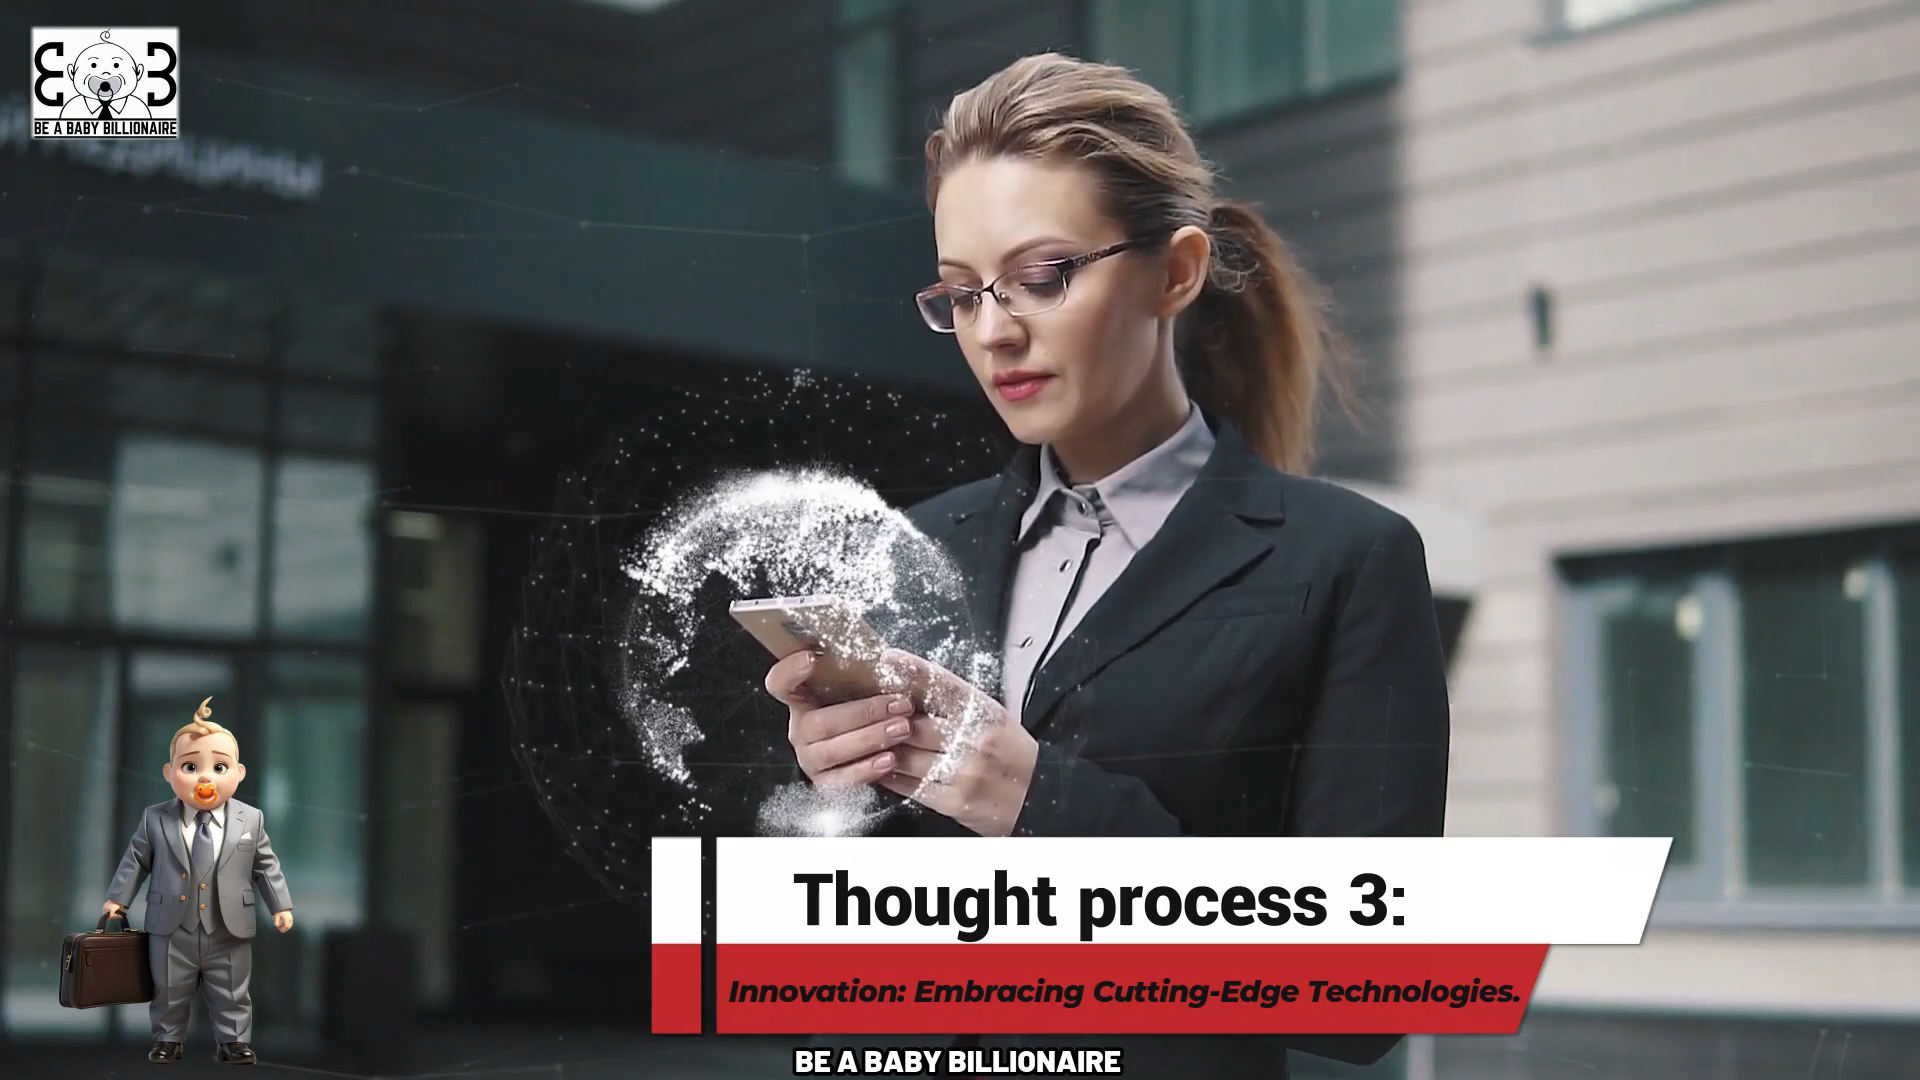 BE A BABY BILLIONAIRE
Thought process 3:
Innovation: Embracing Cutting-Edge Technologies.
BE A BABY BILLIONAIRE